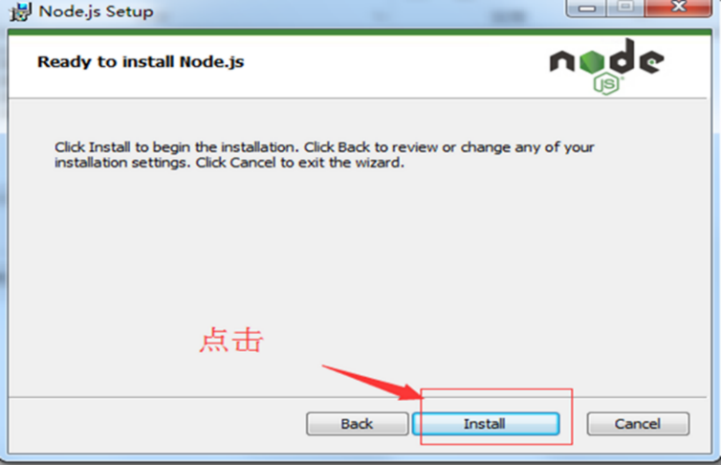 Node.js Setup
Ready to install Node.js
node
JS
Click Install to begin the installation. Click Back to review or change any of your
installation settings. Click Cancel to exit the wizard.
点击
Back
Install
Cancel